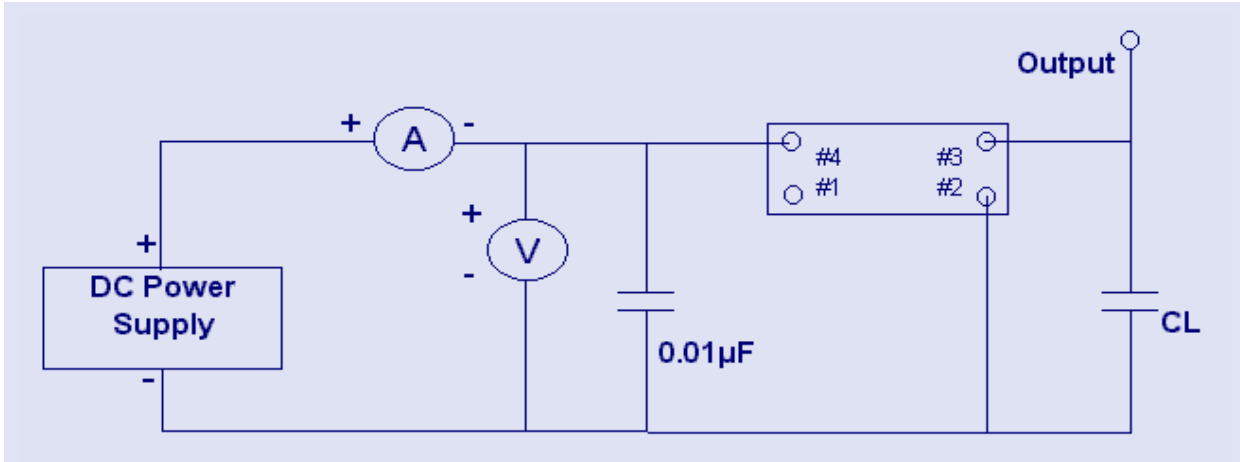 Output
+ A -
#4 #3
#1 #2
+
V
-
+
DC Power
Supply
-
0.01µF
CL